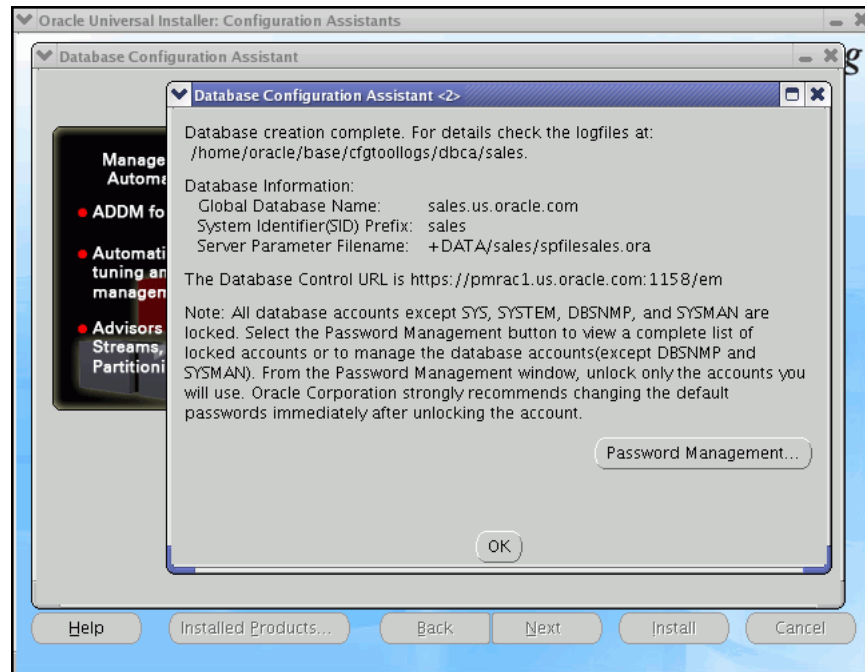 Oracle Universal Installer: Configuration Assistants
g
Database Configuration Assistant
Database Configuration Assistant <2>
Manage
Automa
ADDM fo
Automati
tuning an
managem
Advisors
Streams,
Partitioni
Database creation complete. For details check the logfiles at:
/home/oracle/base/cfgtoollogs/dbca/sales.
Database Information:
Global Database Name: sales.us.oracle.com
System Identifier(SID) Prefix: sales
Server Parameter Filename: +DATA/sales/spfilesales.ora
The Database Control URL is https://pmrac1.us.oracle.com:1158/em
Note: All database accounts except SYS, SYSTEM, DBSNMP, and SYSMAN are
locked. Select the Password Management button to view a complete list of
locked accounts or to manage the database accounts(except DBSNMP and
SYSMAN). From the Password Management window, unlock only the accounts you
will use. Oracle Corporation strongly recommends changing the default
passwords immediately after unlocking the account.
Password Management...
OK
Help
Installed Products...
Back
Next
Install
Cancel